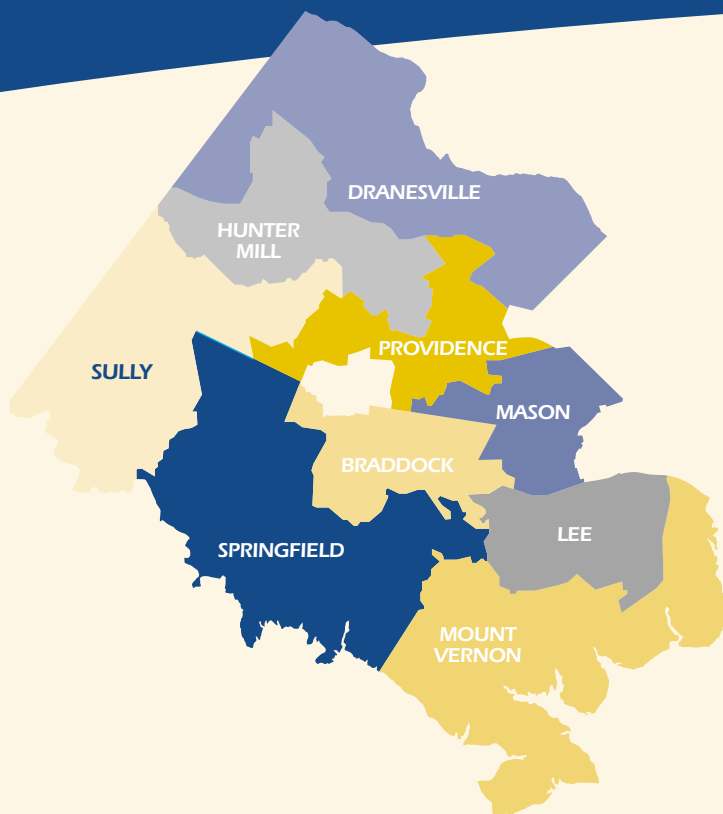 DRANESVILLE
HUNTER
MILL
PROVIDENCE
SULLY
MASON
BRADDOCK
LEE
SPRINGFIELD
MOUNT
VERNON